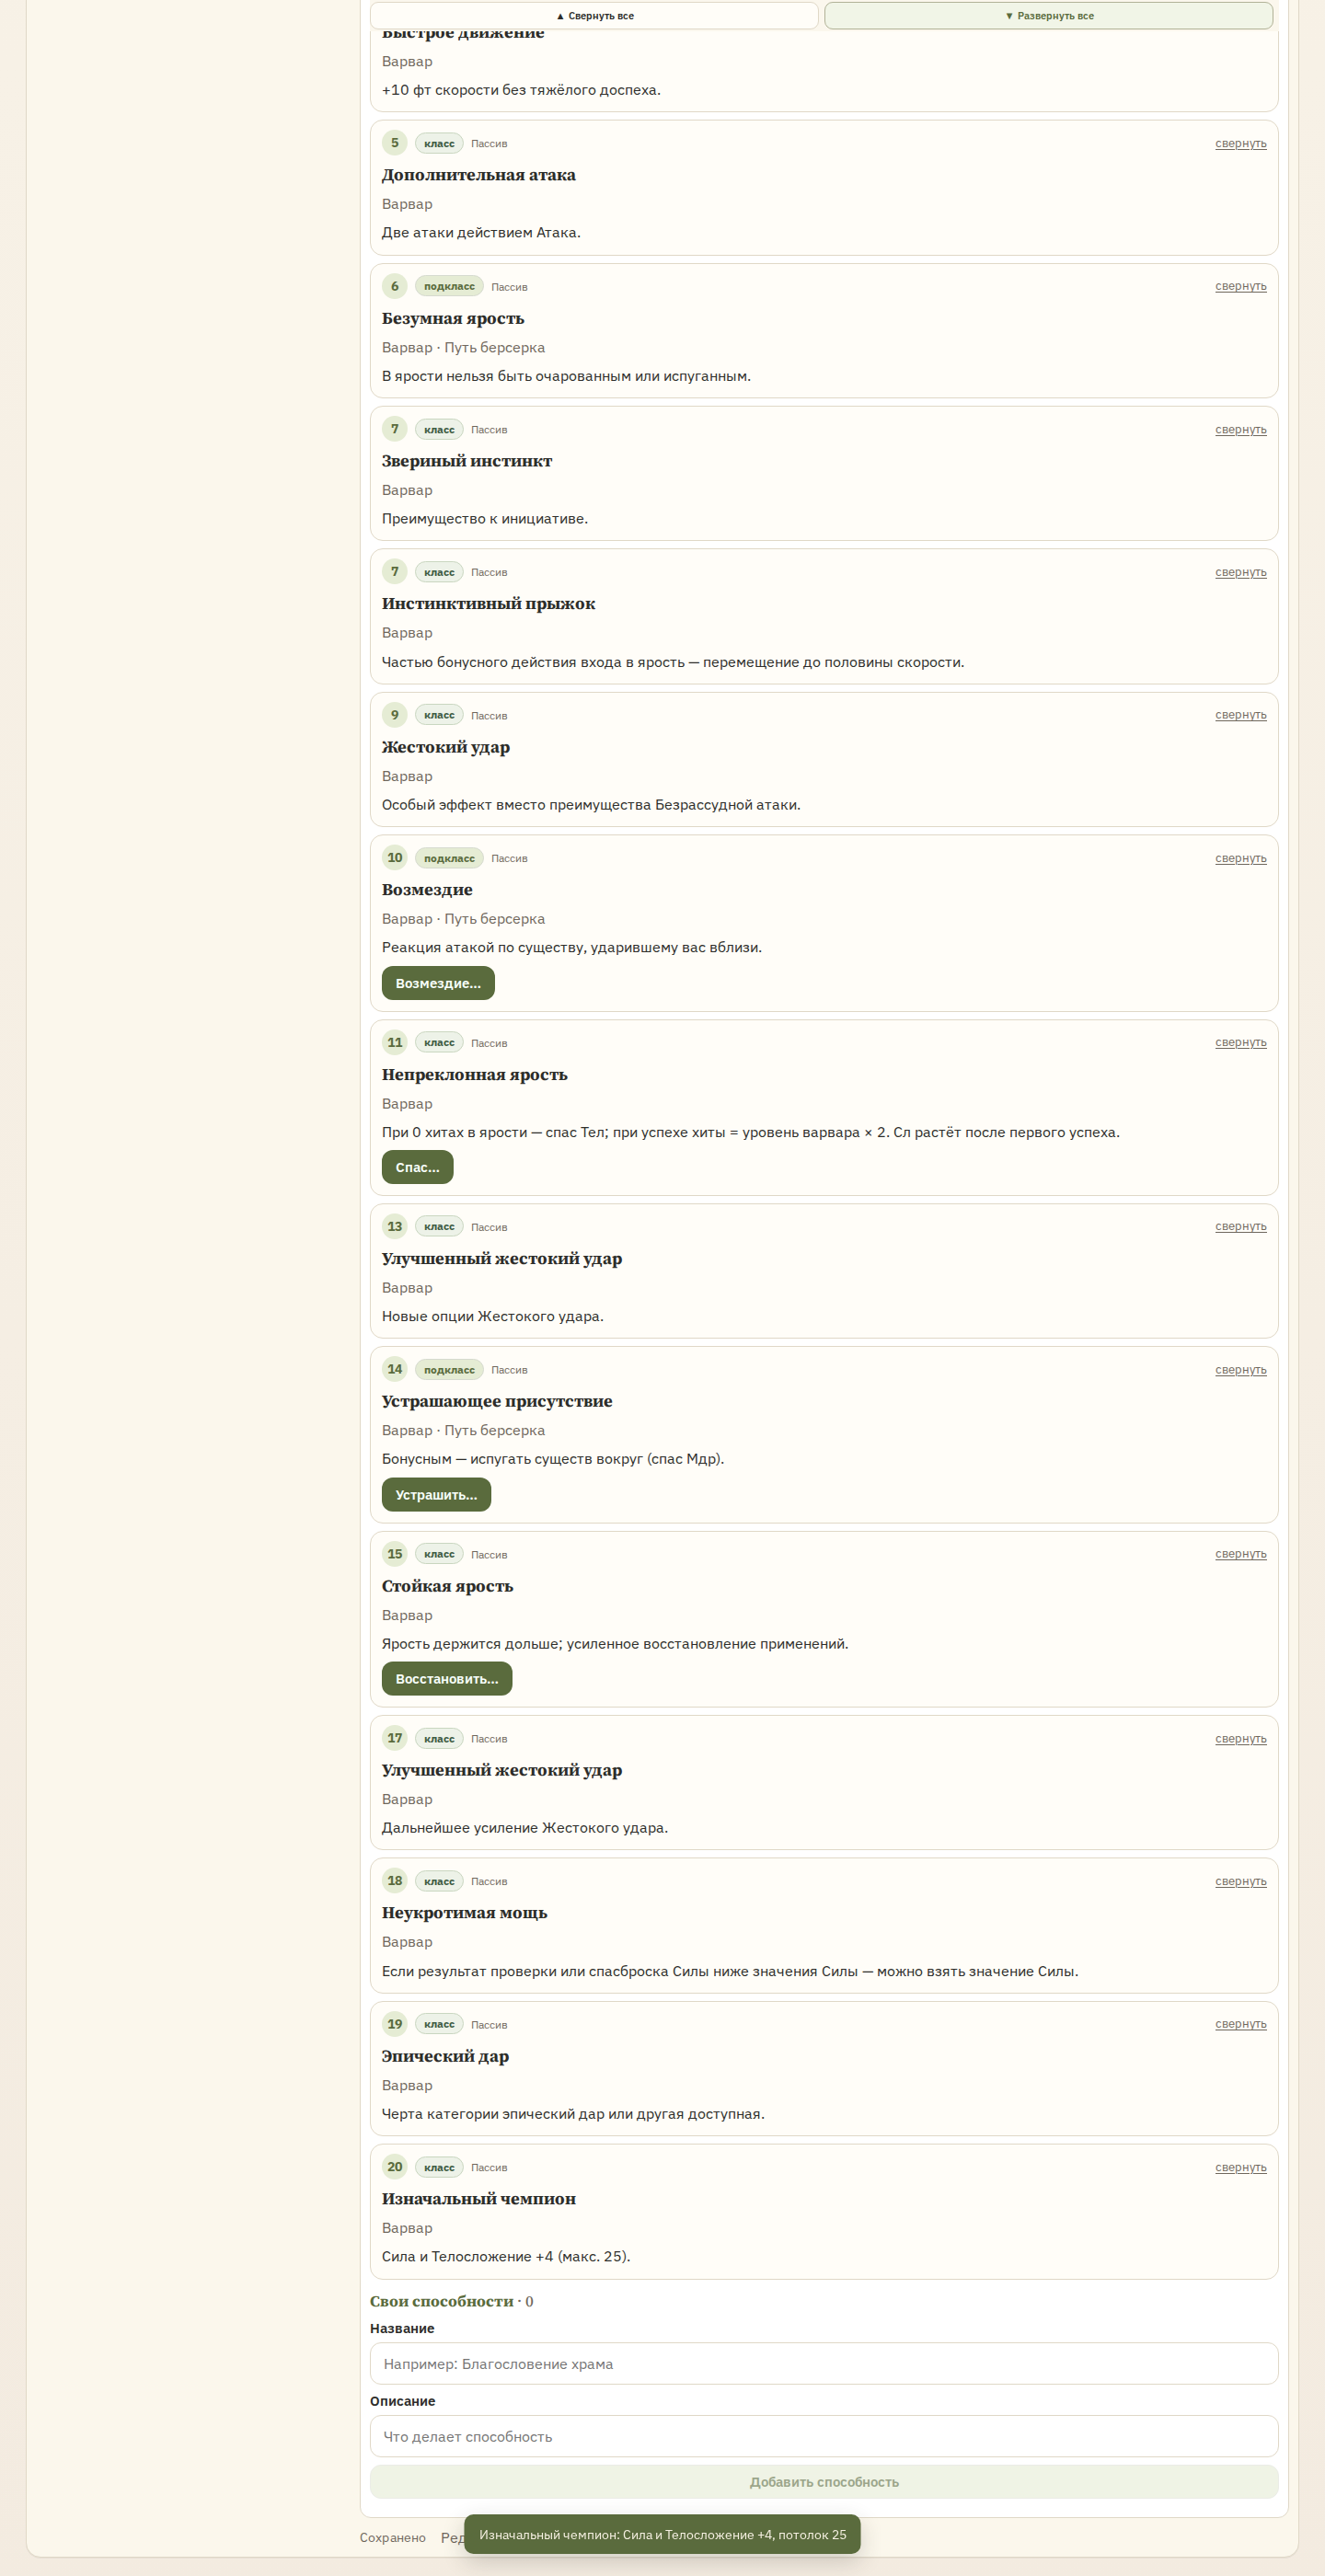 ▲ Свернуть все
▼ Развернуть все
Быстрое движение
Варвар
+10 фт скорости без тяжёлого доспеха.
5 класс Пассив свернуть
Дополнительная атака
Варвар
Две атаки действием Атака.
6 подкласс Пассив свернуть
Безумная ярость
Варвар · Путь берсерка
В ярости нельзя быть очарованным или испуганным.
7 класс Пассив свернуть
Звериный инстинкт
Варвар
Преимущество к инициативе.
7 класс Пассив свернуть
Инстинктивный прыжок
Варвар
Частью бонусного действия входа в ярость — перемещение до половины скорости.
9 класс Пассив свернуть
Жестокий удар
Варвар
Особый эффект вместо преимущества Безрассудной атаки.
10 подкласс Пассив свернуть
Возмездие
Варвар · Путь берсерка
Реакция атакой по существу, ударившему вас вблизи.
Возмездие...
11 класс Пассив свернуть
Непреклонная ярость
Варвар
При 0 хитах в ярости — спас Тел; при успехе хиты = уровень варвара × 2. Сл растёт после первого успеха.
Спас...
13 класс Пассив свернуть
Улучшенный жестокий удар
Варвар
Новые опции Жестокого удара.
14 подкласс Пассив свернуть
Устрашающее присутствие
Варвар · Путь берсерка
Бонусным — испугать существ вокруг (спас Мдр).
Устрашить...
15 класс Пассив свернуть
Стойкая ярость
Варвар
Ярость держится дольше; усиленное восстановление применений.
Восстановить...
17 класс Пассив свернуть
Улучшенный жестокий удар
Варвар
Дальнейшее усиление Жестокого удара.
18 класс Пассив свернуть
Неукротимая мощь
Варвар
Если результат проверки или спасброска Силы ниже значения Силы — можно взять значение Силы.
19 класс Пассив свернуть
Эпический дар
Варвар
Черта категории эпический дар или другая доступная.
20 класс Пассив свернуть
Изначальный чемпион
Варвар
Сила и Телосложение +4 (макс. 25).
Свои способности · 0
Название
Например: Благословение храма
Описание
Что делает способность
Добавить способность
Сохранено Ред
Изначальный чемпион: Сила и Телосложение +4, потолок 25